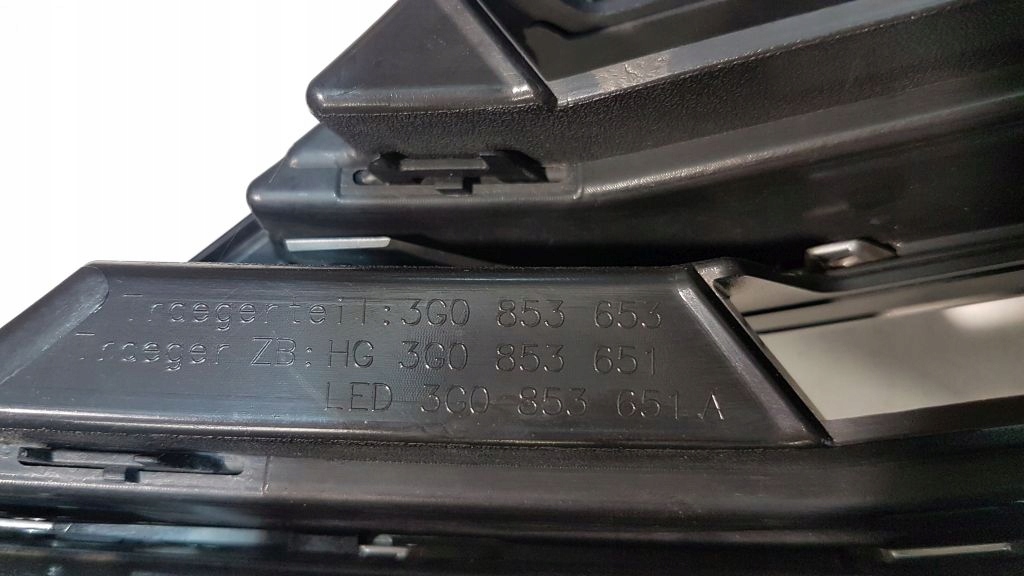 Traegerteil:3G0 853 653
Traeger ZB:HG 3G0 853 651
LED 3G0 853 651 A